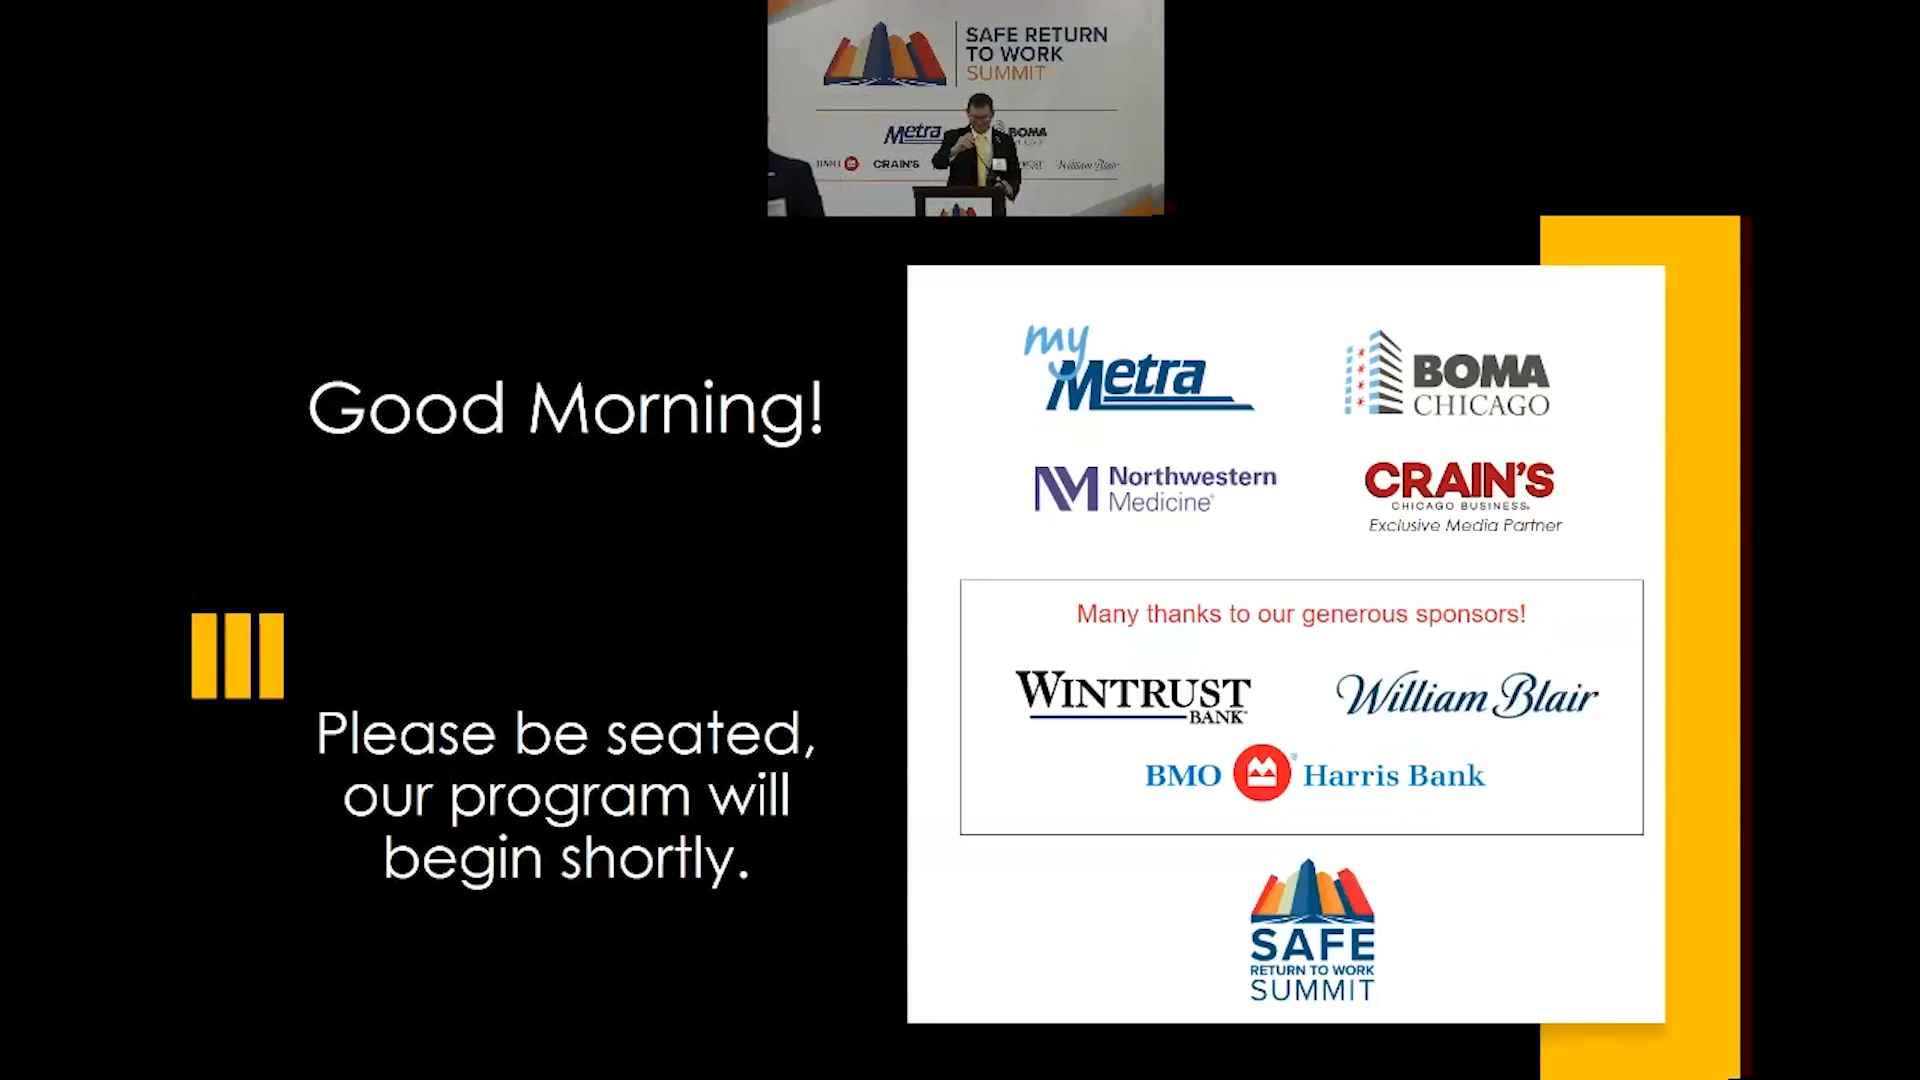 SAFE RETURN
TO WORK
SUMMIT
Metra
BOMA
CRAIN'S
William Blair
Good Morning!
Please be seated,
our program will
begin shortly.
my
Metra
BOMA
CHICAGO
Northwestern
Medicine®
CRAIN'S
CHICAGO BUSINESS®
Exclusive Media Partner
Many thanks to our generous sponsors!
WINTRUST
BANK
William Blair
BMO Harris Bank®
SAFE
RETURN TO WORK
SUMMIT